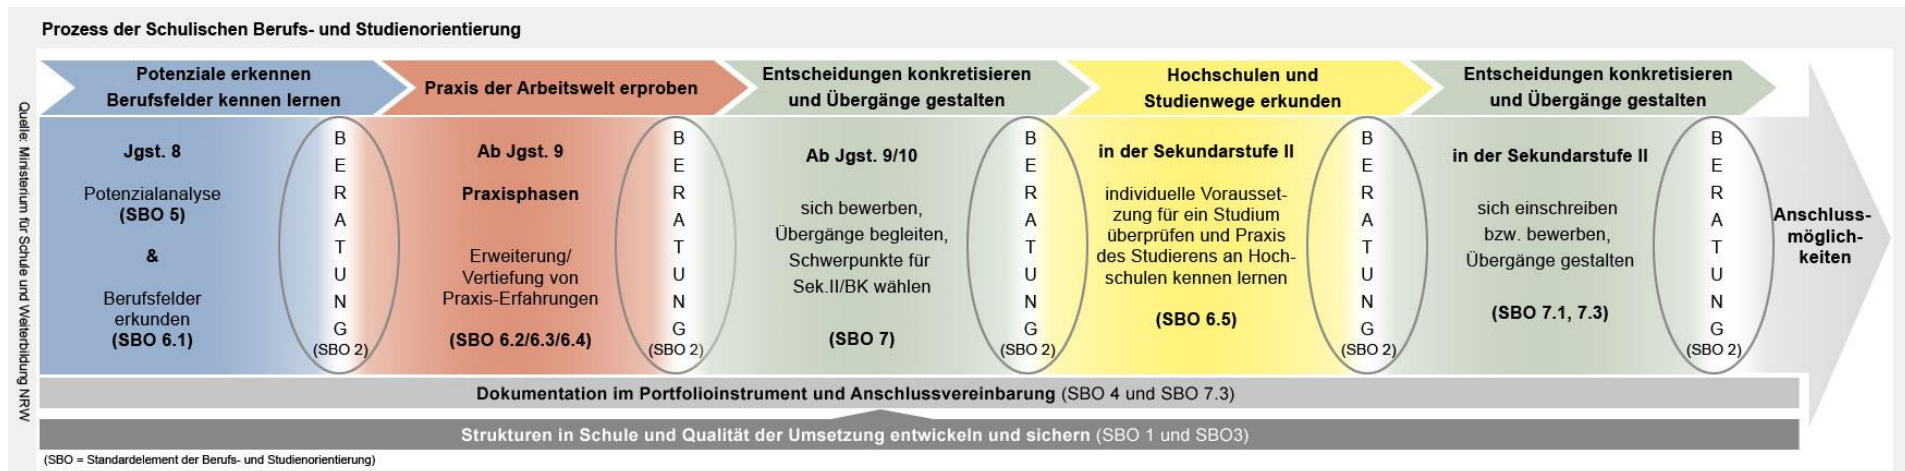 Prozess der Schulischen Berufs- und Studienorientierung
Quelle: Ministerium für Schule und Weiterbildung NRW
Potenziale erkennen
Berufsfelder kennen lernen
Jgst. 8
Potenzialanalyse
(SBO 5)
&
Berufsfelder
erkunden
(SBO 6.1)
BERATUNG
(SBO 2)
Praxis der Arbeitswelt erproben
Ab Jgst. 9
Praxisphasen
Erweiterung/
Vertiefung von
Praxis-Erfahrungen
(SBO 6.2/6.3/6.4)
BERATUNG
(SBO 2)
Entscheidungen konkretisieren
und Übergänge gestalten
Ab Jgst. 9/10
sich bewerben,
Übergänge begleiten,
Schwerpunkte für
Sek.II/BK wählen
(SBO 7)
BERATUNG
(SBO 2)
Hochschulen und
Studienwege erkunden
in der Sekundarstufe II
individuelle Vorausset-
zung für ein Studium
überprüfen und Praxis
des Studierens an Hoch-
schulen kennen lernen
(SBO 6.5)
BERATUNG
(SBO 2)
Entscheidungen konkretisieren
und Übergänge gestalten
in der Sekundarstufe II
sich einschreiben
bzw. bewerben,
Übergänge gestalten
(SBO 7.1, 7.3)
BERATUNG
(SBO 2)
Anschluss-
möglich-
keiten
Dokumentation im Portfolioinstrument und Anschlussvereinbarung (SBO 4 und SBO 7.3)
Strukturen in Schule und Qualität der Umsetzung entwickeln und sichern (SBO 1 und SBO3)
(SBO = Standardelement der Berufs- und Studienorientierung)